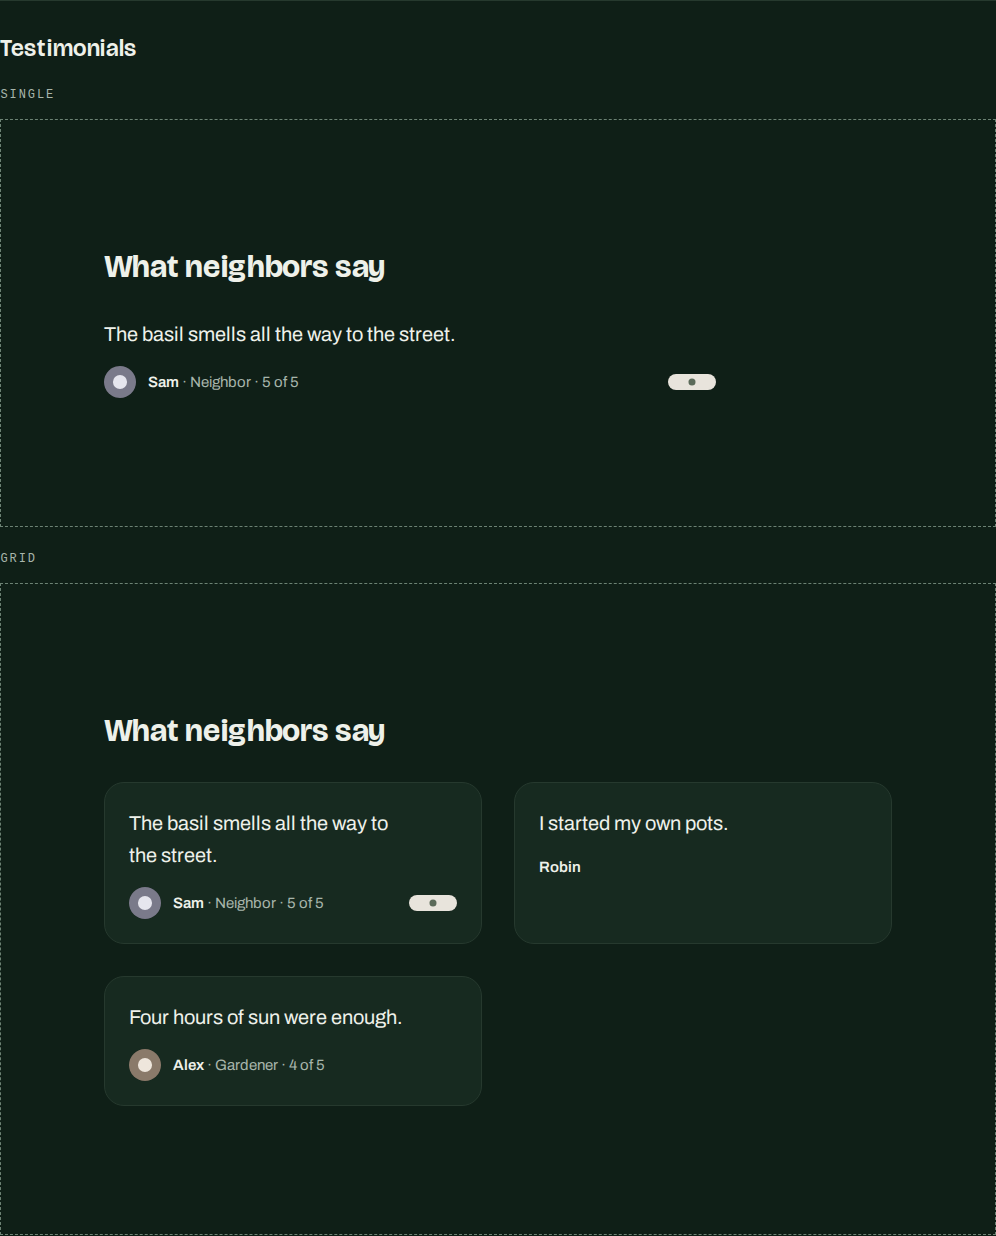 Testimonials
SINGLE
What neighbors say
The basil smells all the way to the street.
Sam · Neighbor · 5 of 5
GRID
What neighbors say
The basil smells all the way to
the street.
Sam · Neighbor · 5 of 5
I started my own pots.
Robin
Four hours of sun were enough.
Alex · Gardener · 4 of 5